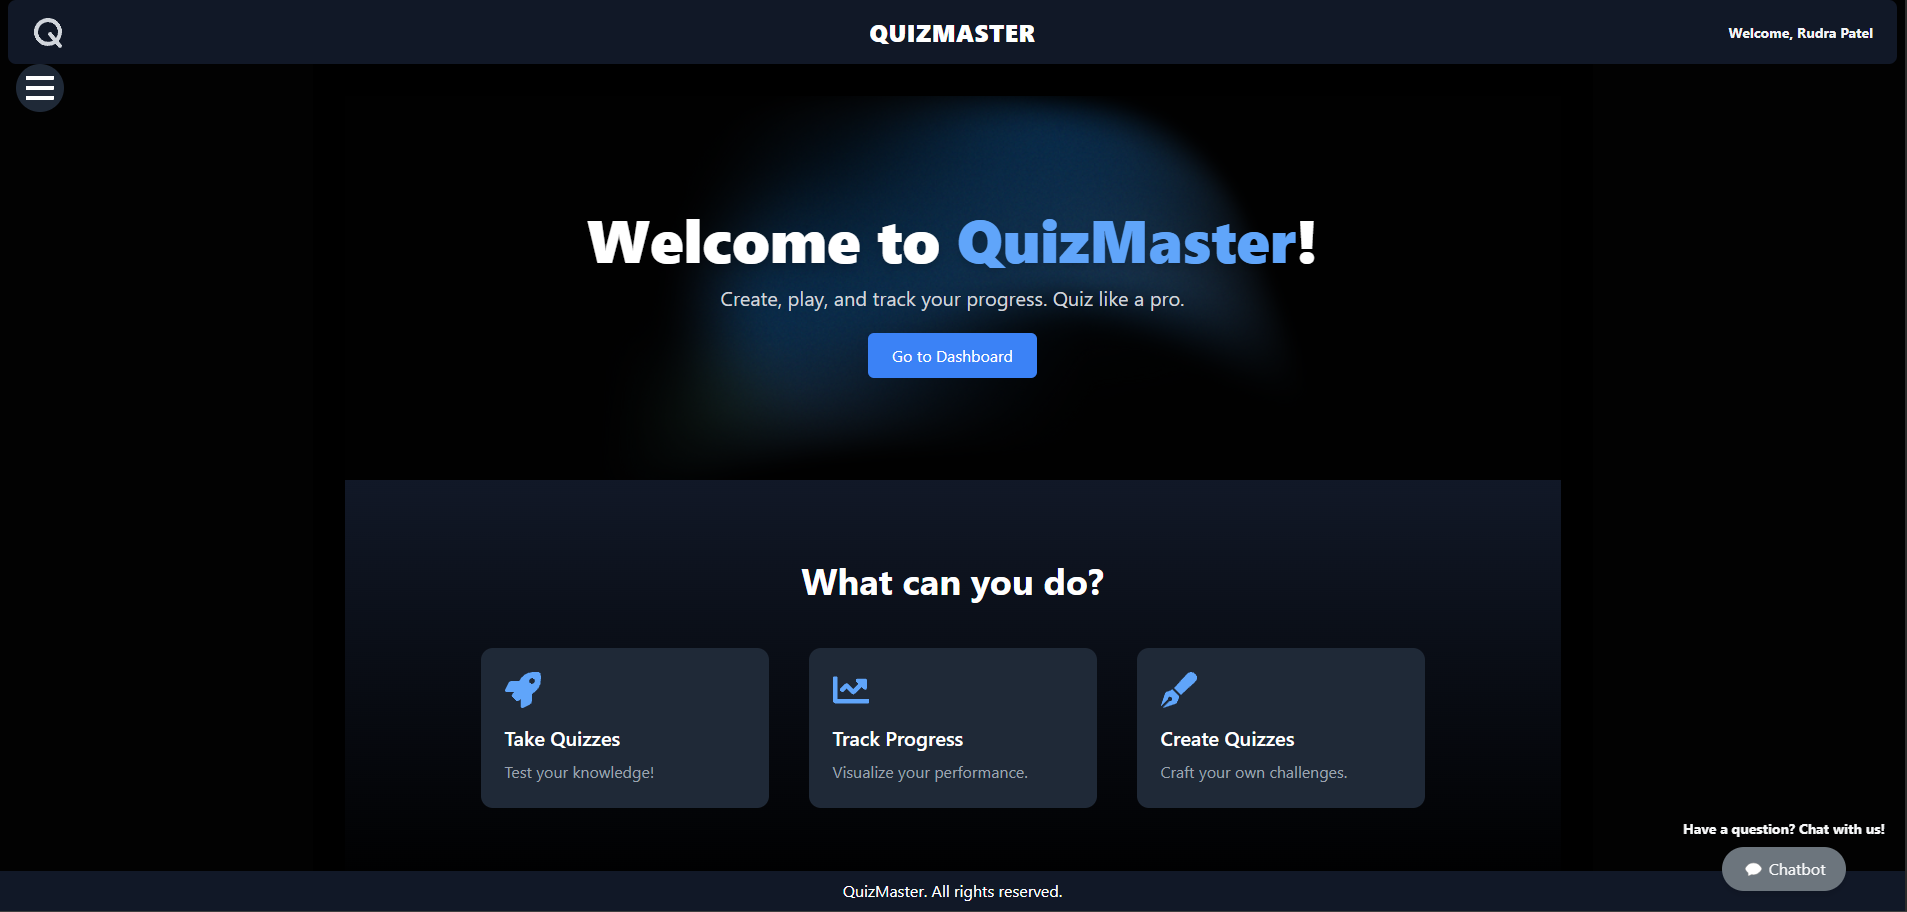 Q
QUIZMASTER
Welcome, Rudra Patel
Welcome to QuizMaster!
Create, play, and track your progress. Quiz like a pro.
Go to Dashboard
What can you do?
Take Quizzes
Test your knowledge!
Track Progress
Visualize your performance.
Create Quizzes
Craft your own challenges.
Have a question? Chat with us!
Chatbot
QuizMaster. All rights reserved.